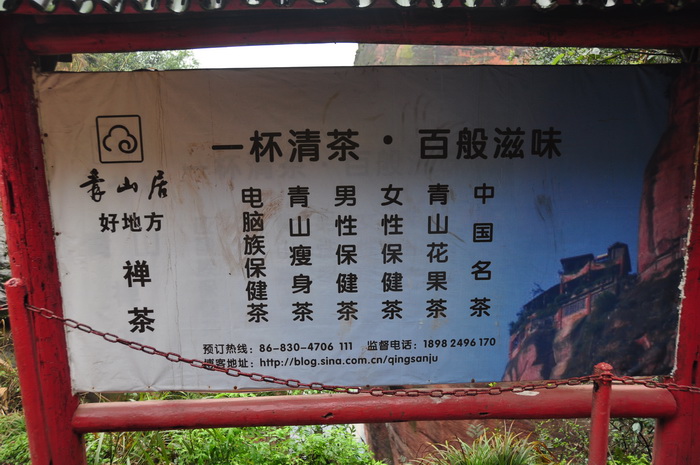 青山居
好地方
禅茶
一杯清茶·百般滋味
中国名茶
青山花果茶
女性保健茶
男性保健茶
青山瘦身茶
电脑族保健茶
预订热线：86-830-4706 111 监督电话：1898 2496 170
博客地址：http://blog.sina.com.cn/qingsanju